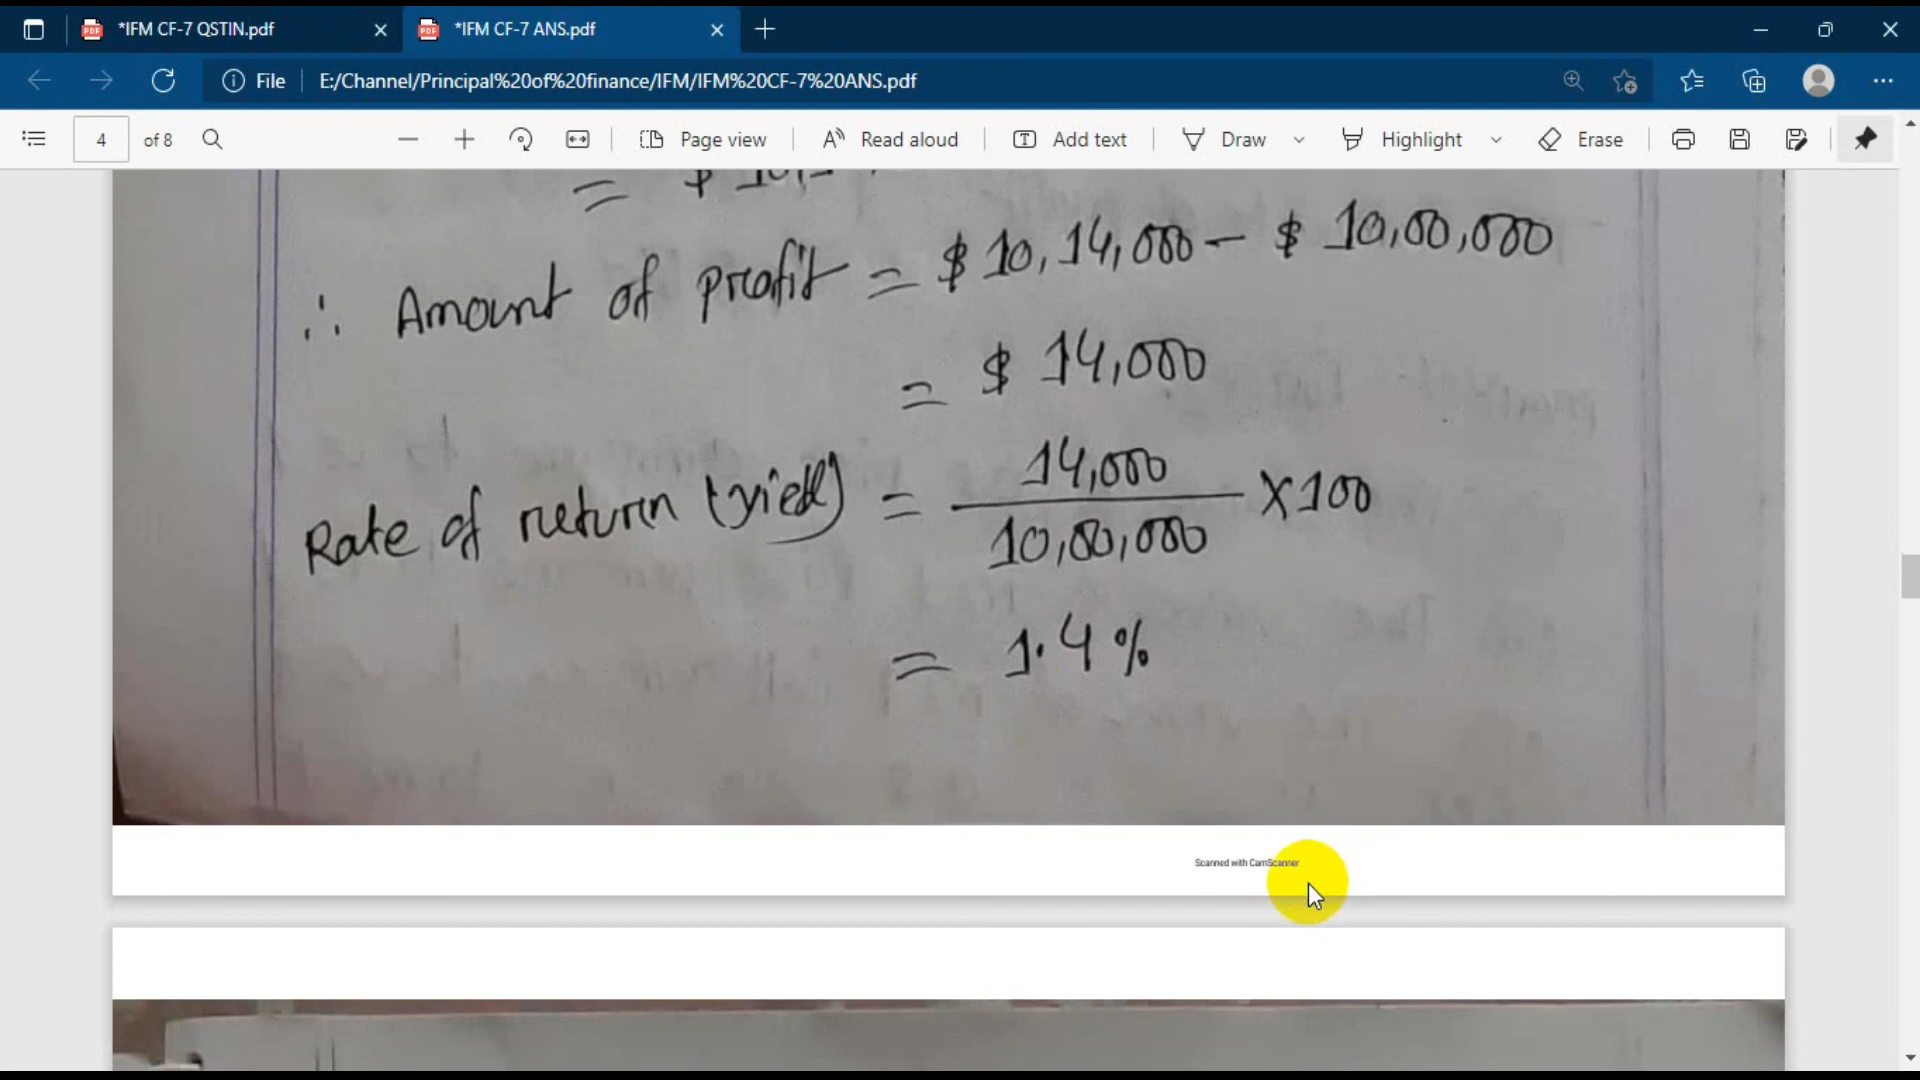 *IFM CF-7 QSTIN.pdf
*IFM CF-7 ANS.pdf
File E:/Channel/Principal%20of%20finance/IFM/IFM%20CF-7%20ANS.pdf
4 of 8 Page view Read aloud Add text Draw Highlight Erase
∴ Amount of profit = $ 10,14,000 - $ 10,00,000
= $ 14,000
Rate of return (yield) = 14,000
10,00,000 X 100
= 1.4 %
Scanned with CamScanner